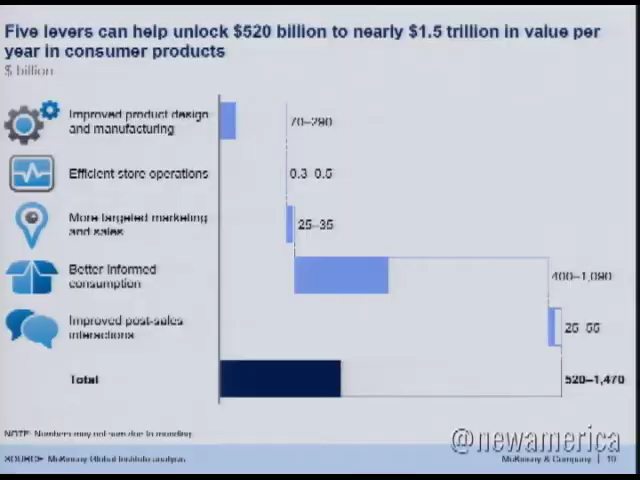 Five levers can help unlock $520 billion to nearly $1.5 trillion in value per
year in consumer products
$ billion
Improved product design
and manufacturing
70–290
Efficient store operations
0.3–0.5
More targeted marketing
and sales
25–35
Better informed
consumption
400–1,090
Improved post-sales
interactions
25–55
Total
520–1,470
NOTE: Numbers may not sum due to rounding.
@newamerica
SOURCE: McKinsey Global Institute analysis
McKinsey & Company | 10